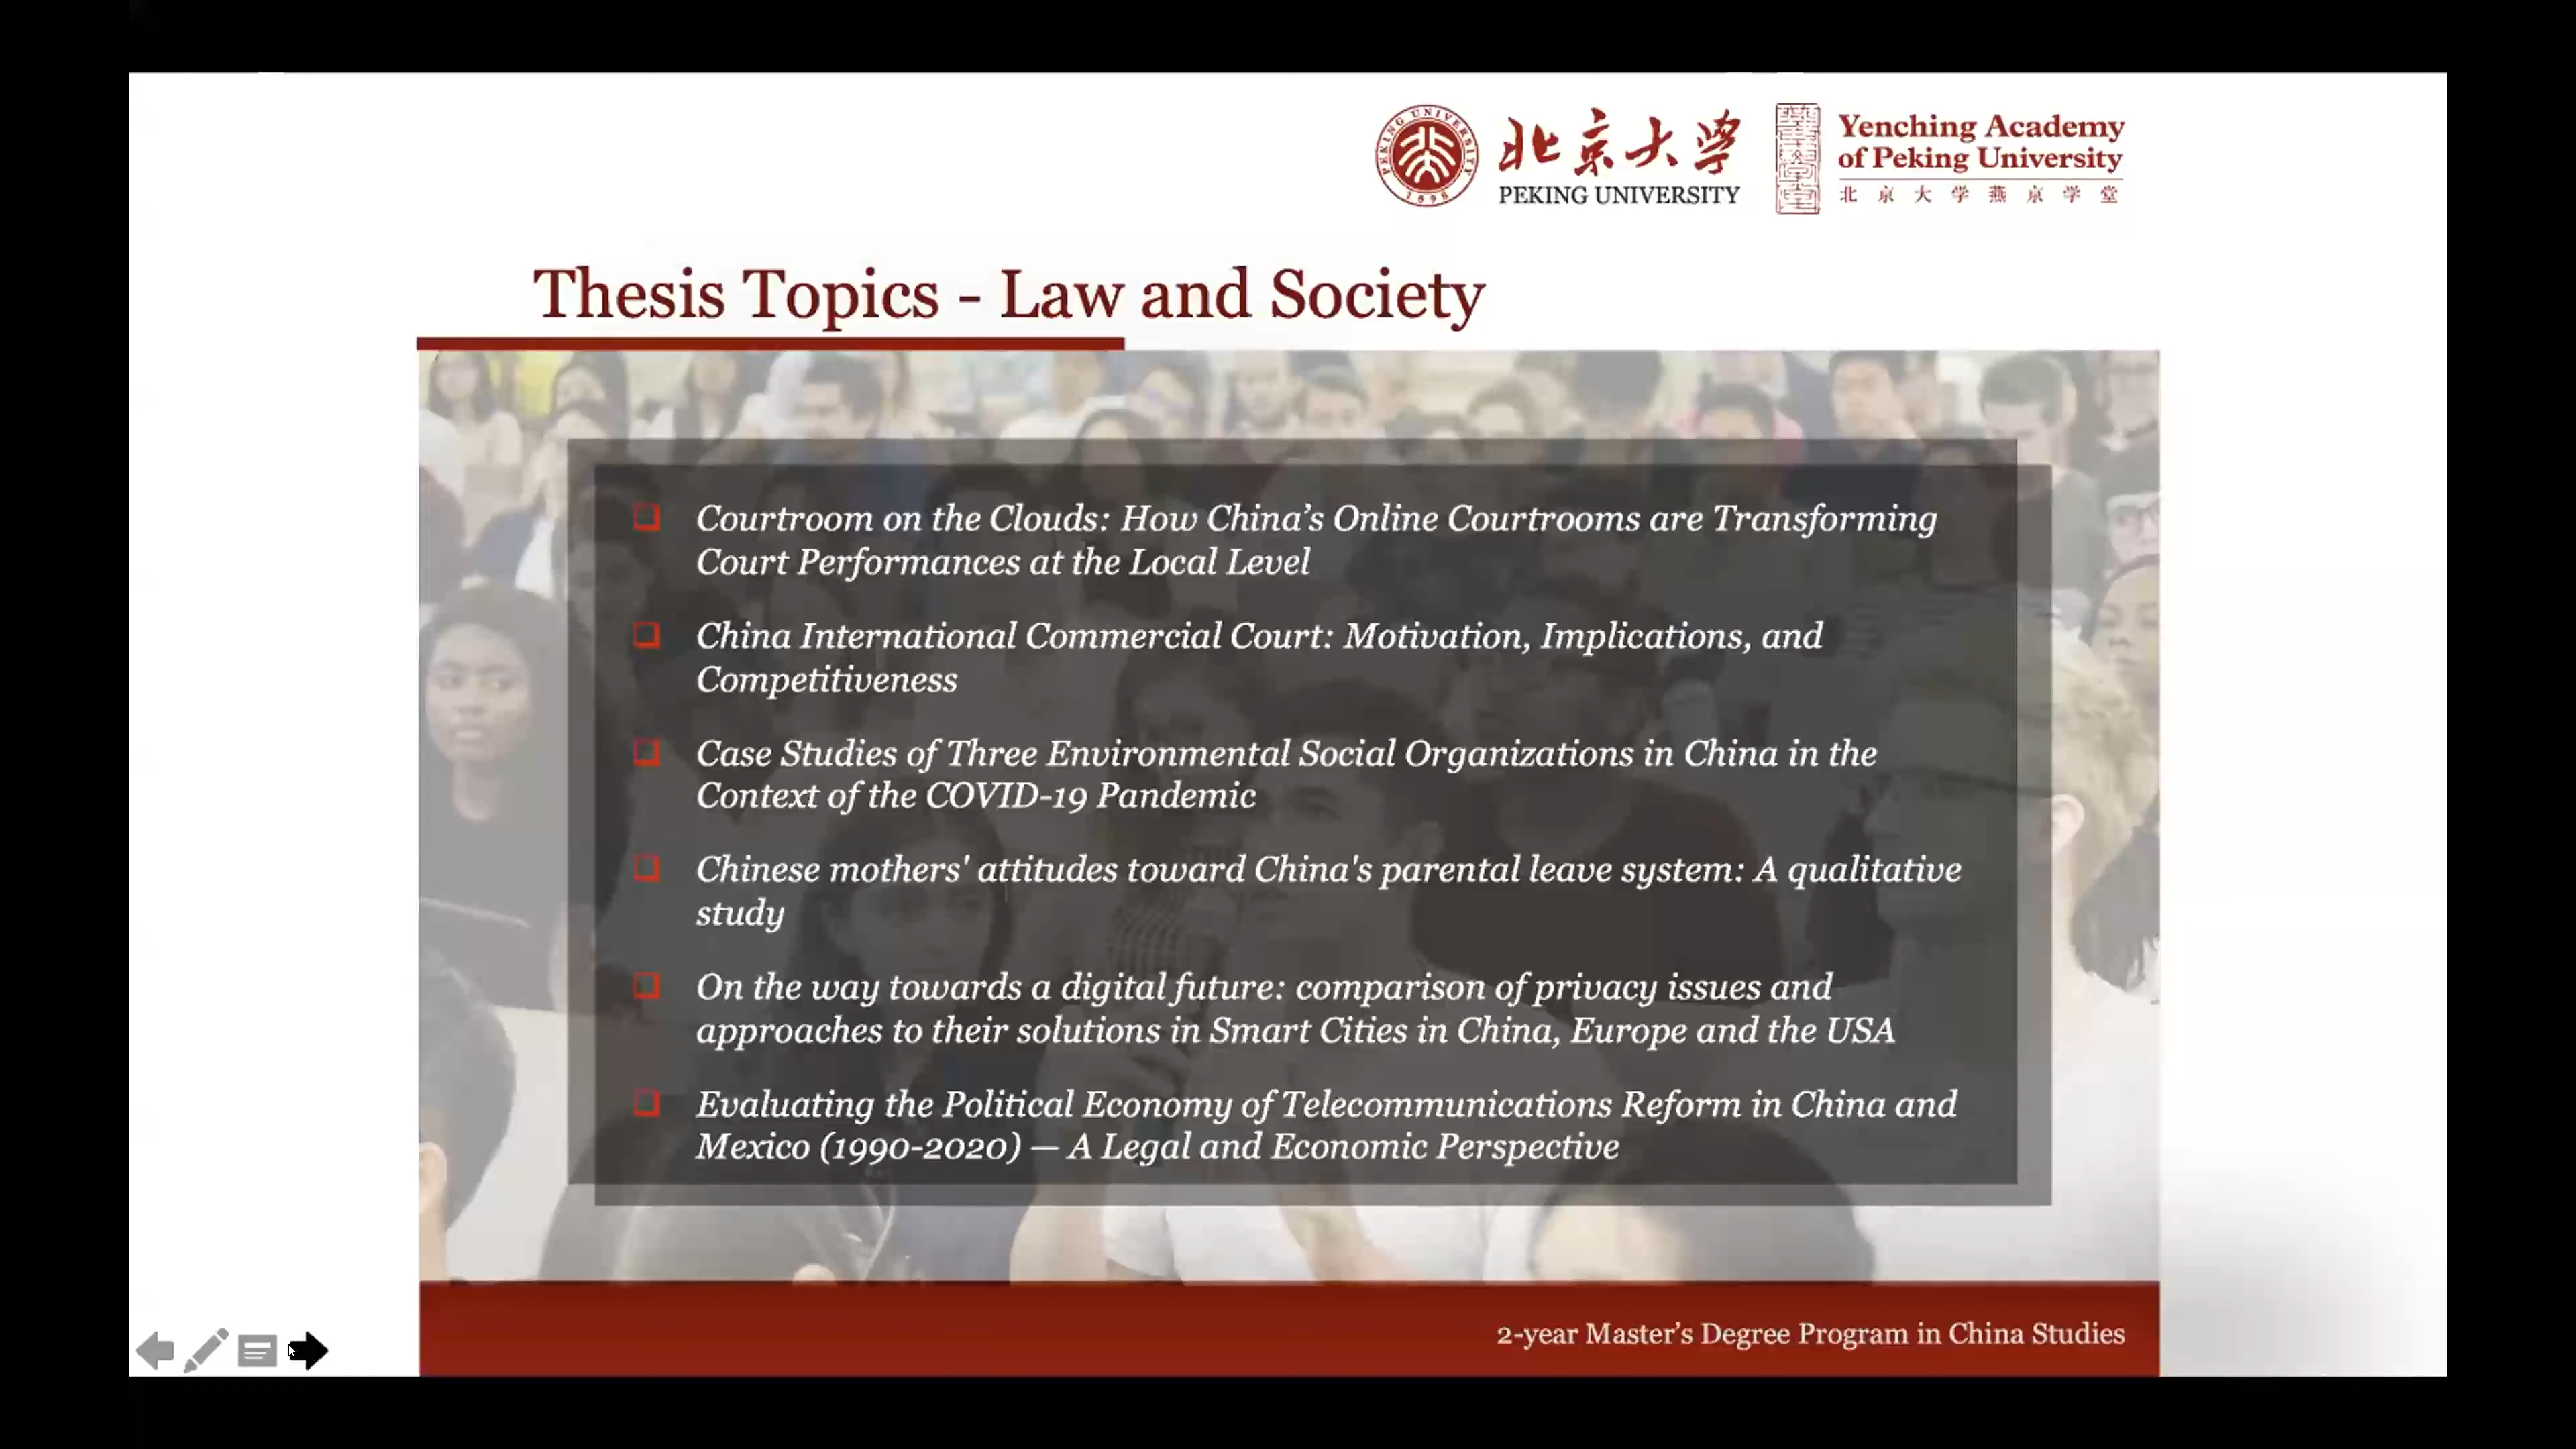 PEKING UNIVERSITY
1898
北京大学
PEKING UNIVERSITY
Yenching Academy
of Peking University
北京大学燕京学堂
Thesis Topics - Law and Society
Courtroom on the Clouds: How China’s Online Courtrooms are Transforming
Court Performances at the Local Level
China International Commercial Court: Motivation, Implications, and
Competitiveness
Case Studies of Three Environmental Social Organizations in China in the
Context of the COVID-19 Pandemic
Chinese mothers' attitudes toward China's parental leave system: A qualitative
study
On the way towards a digital future: comparison of privacy issues and
approaches to their solutions in Smart Cities in China, Europe and the USA
Evaluating the Political Economy of Telecommunications Reform in China and
Mexico (1990-2020) — A Legal and Economic Perspective
2-year Master’s Degree Program in China Studies